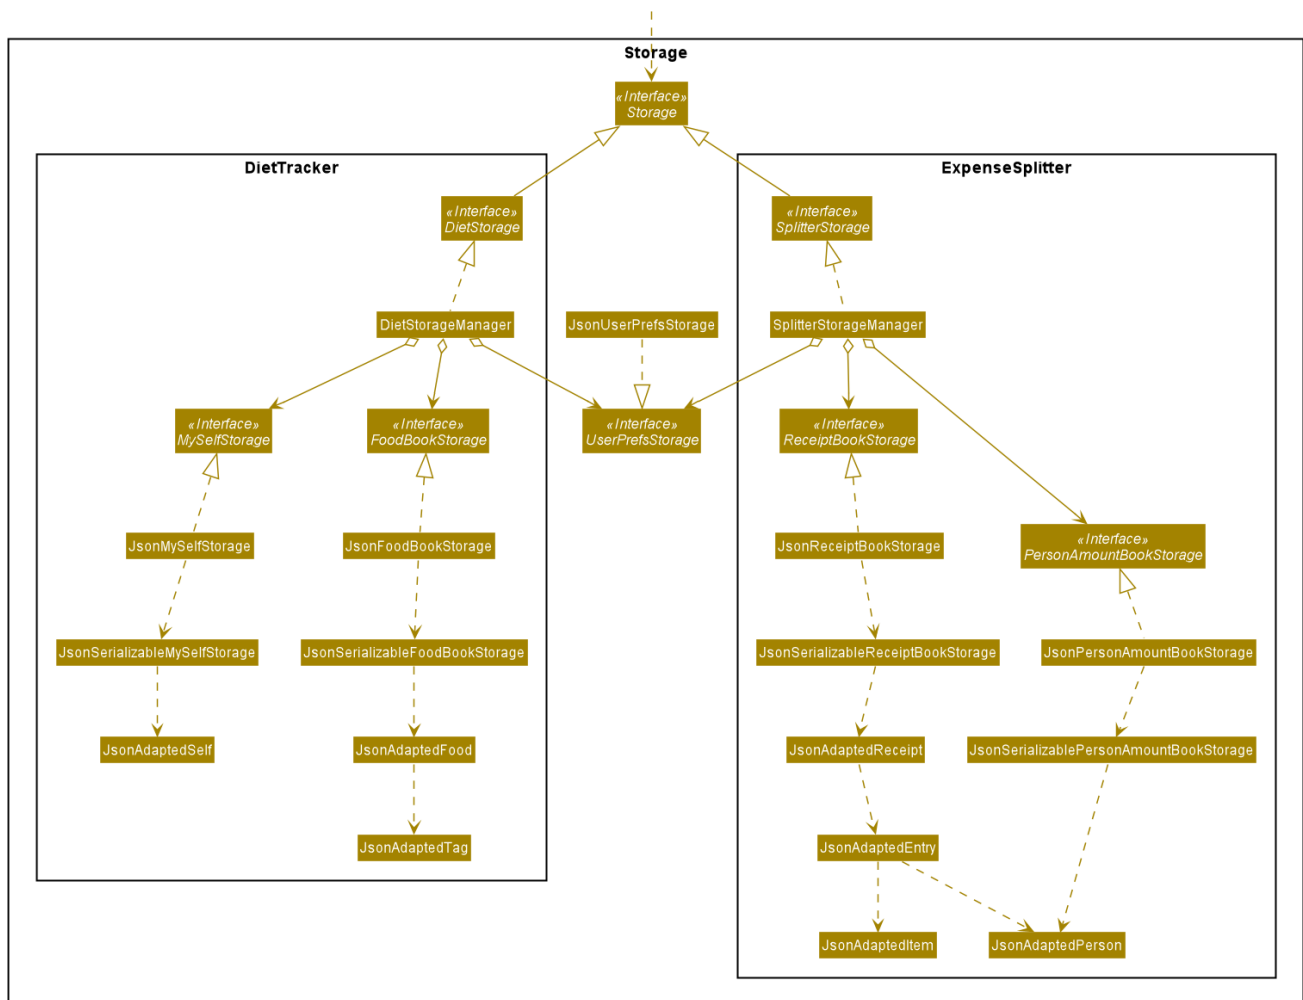 Storage
«Interface»
Storage
DietTracker
ExpenseSplitter
«Interface»
DietStorage
«Interface»
SplitterStorage
DietStorageManager
JsonUserPrefsStorage
SplitterStorageManager
«Interface»
MySelfStorage
«Interface»
FoodBookStorage
«Interface»
UserPrefsStorage
«Interface»
ReceiptBookStorage
JsonMySelfStorage
JsonFoodBookStorage
JsonReceiptBookStorage
«Interface»
PersonAmountBookStorage
JsonSerializableMySelfStorage
JsonSerializableFoodBookStorage
JsonSerializableReceiptBookStorage
JsonPersonAmountBookStorage
JsonAdaptedSelf
JsonAdaptedFood
JsonAdaptedReceipt
JsonSerializablePersonAmountBookStorage
JsonAdaptedTag
JsonAdaptedEntry
JsonAdaptedItem
JsonAdaptedPerson